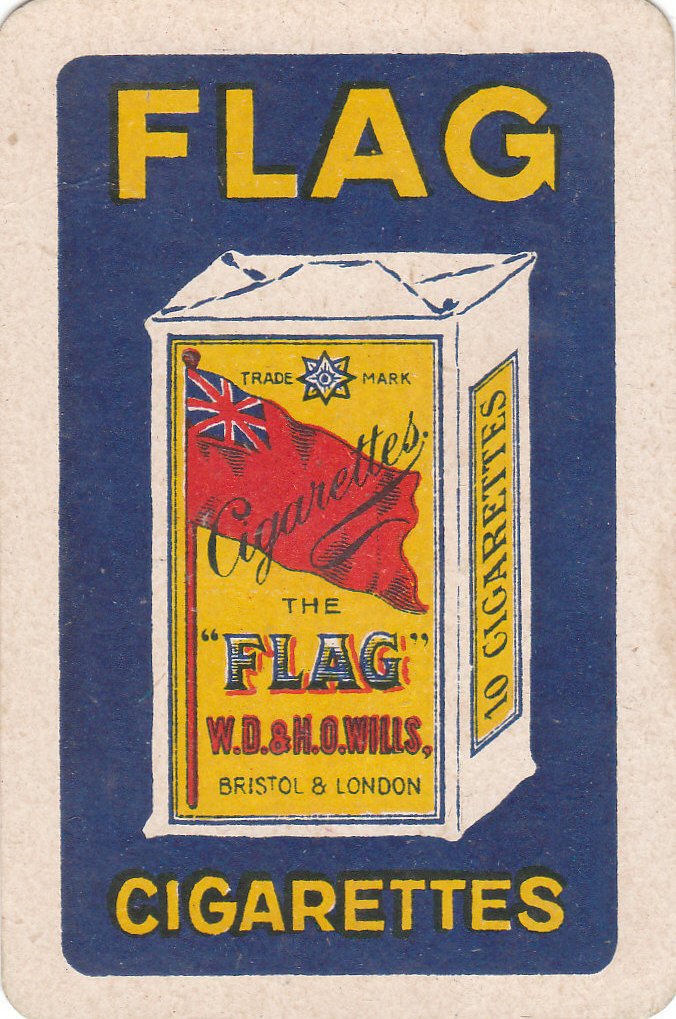 FLAG
TRADE MARK
Cigarettes.
THE
"FLAG"
W.D.&H.O.WILLS,
BRISTOL & LONDON
10 CIGARETTES
CIGARETTES